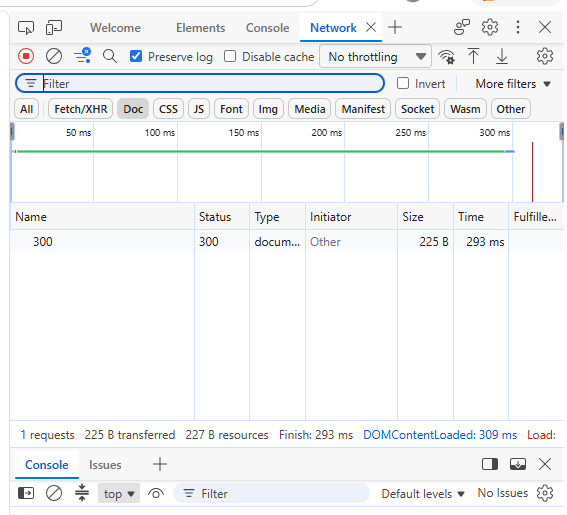 Welcome Elements Console Network
Preserve log Disable cache No throttling
Filter Invert More filters
All Fetch/XHR Doc CSS JS Font Img Media Manifest Socket Wasm Other
50 ms 100 ms 150 ms 200 ms 250 ms 300 ms
Name Status Type Initiator Size Time Fulfille...
300 300 docum... Other 225 B 293 ms
1 requests 225 B transferred 227 B resources Finish: 293 ms DOMContentLoaded: 309 ms Load:
Console Issues
top Filter Default levels No Issues